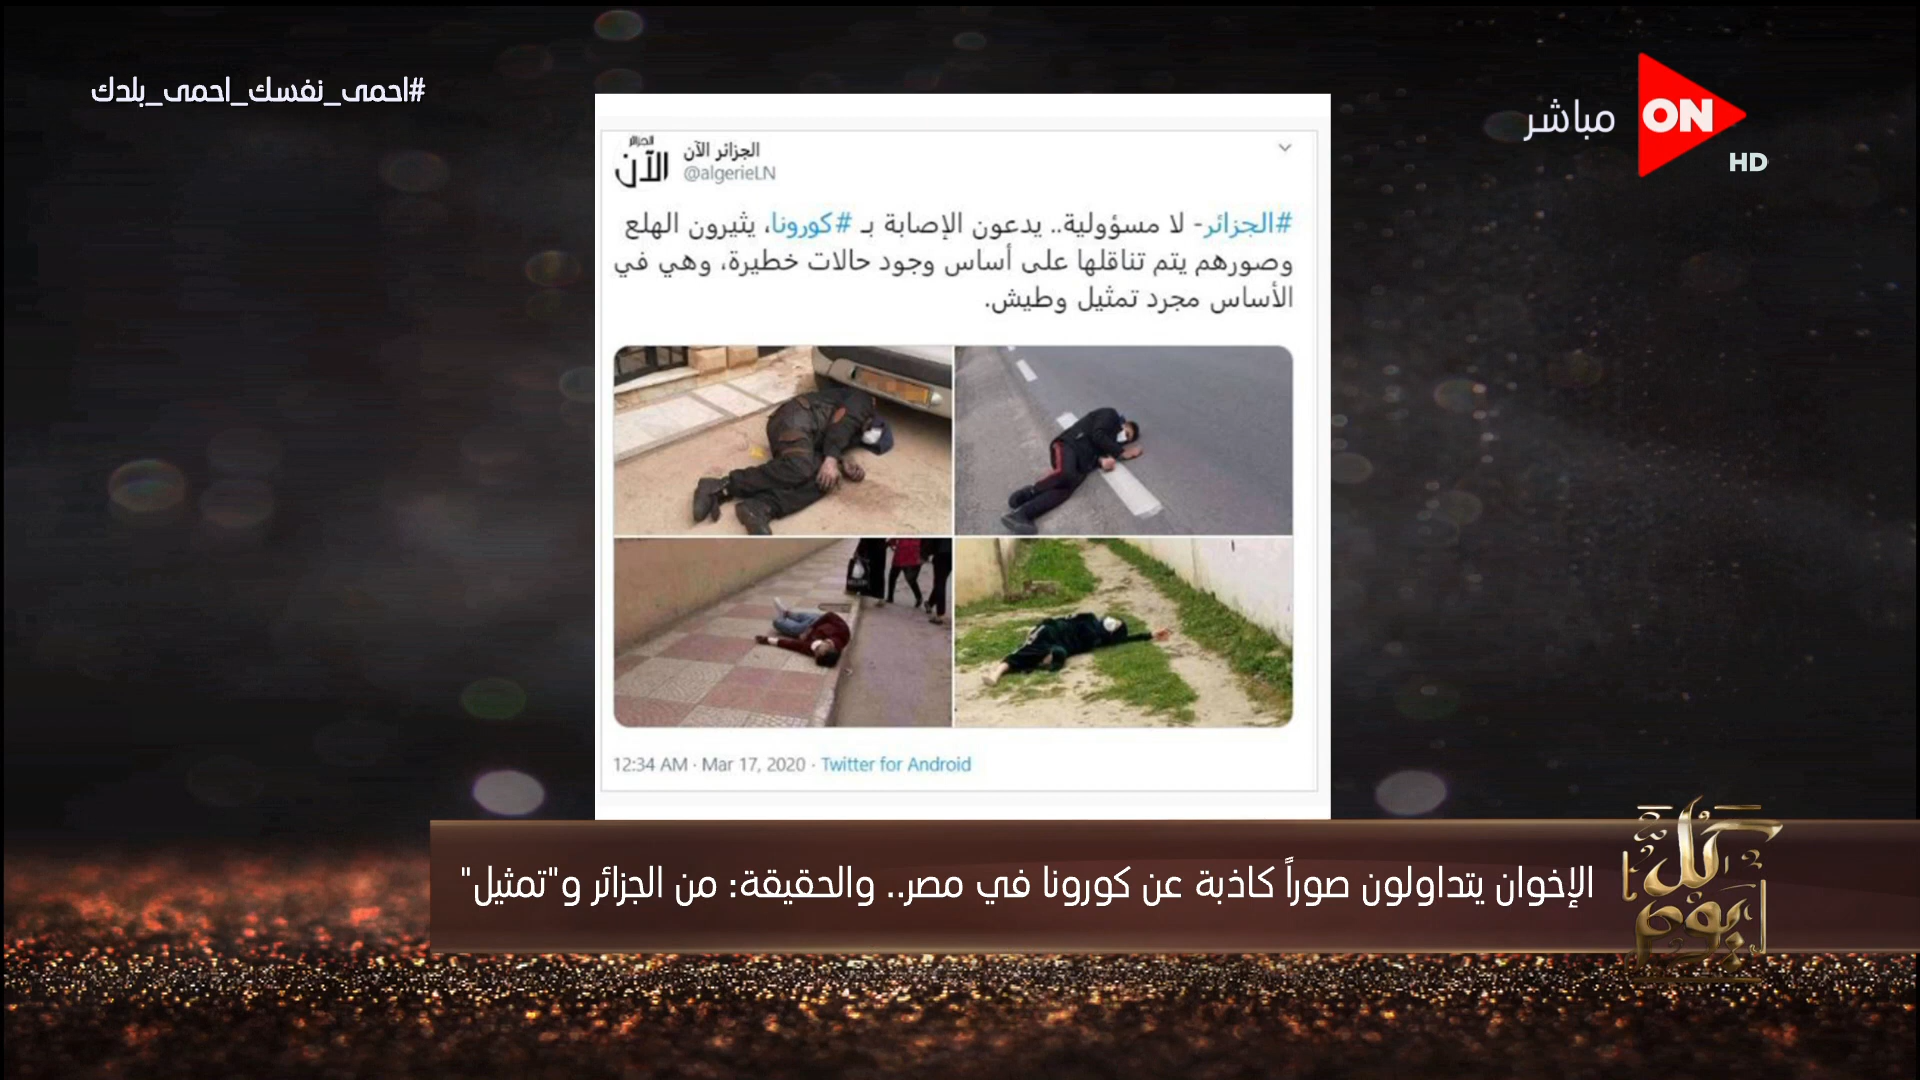 #احمى_نفسك_احمى_بلدك
مباشر
ON
HD
الجزائر
الآن
الجزائر الآن
@algerieLN
#الجزائر- لا مسؤولية.. يدعون الإصابة بـ #كورونا، يثيرون الهلع
وصورهم يتم تناقلها على أساس وجود حالات خطيرة، وهي في
الأساس مجرد تمثيل وطيش.
12:34 AM · Mar 17, 2020 · Twitter for Android
الإخوان يتداولون صوراً كاذبة عن كورونا في مصر.. والحقيقة: من الجزائر و"تمثيل"
كل
يوم